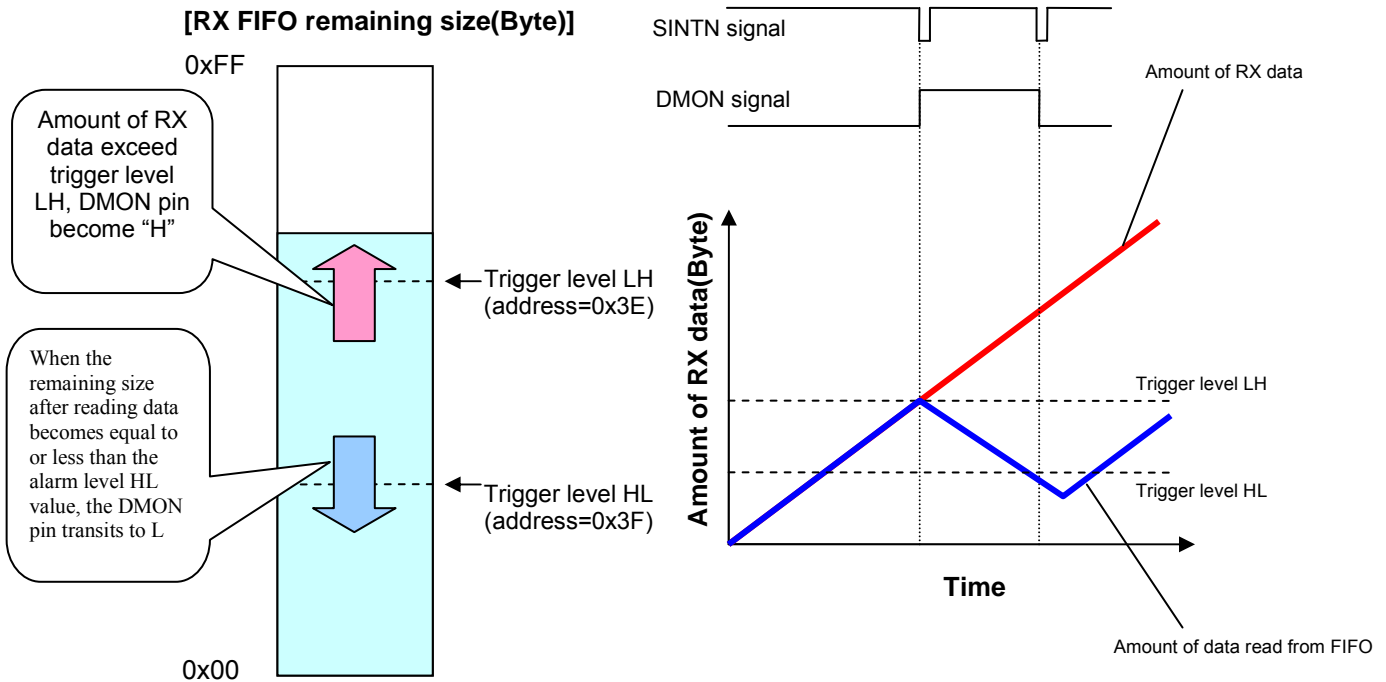 [RX FIFO remaining size(Byte)]
0xFF
Amount of RX
data exceed
trigger level
LH, DMON pin
become “H”
Trigger level LH
(address=0x3E)
When the
remaining size
after reading data
becomes equal to
or less than the
alarm level HL
value, the DMON
pin transits to L
Trigger level HL
(address=0x3F)
0x00
SINTN signal
DMON signal
Amount of RX data
Amount of RX data(Byte)
Trigger level LH
Trigger level HL
Time
Amount of data read from FIFO